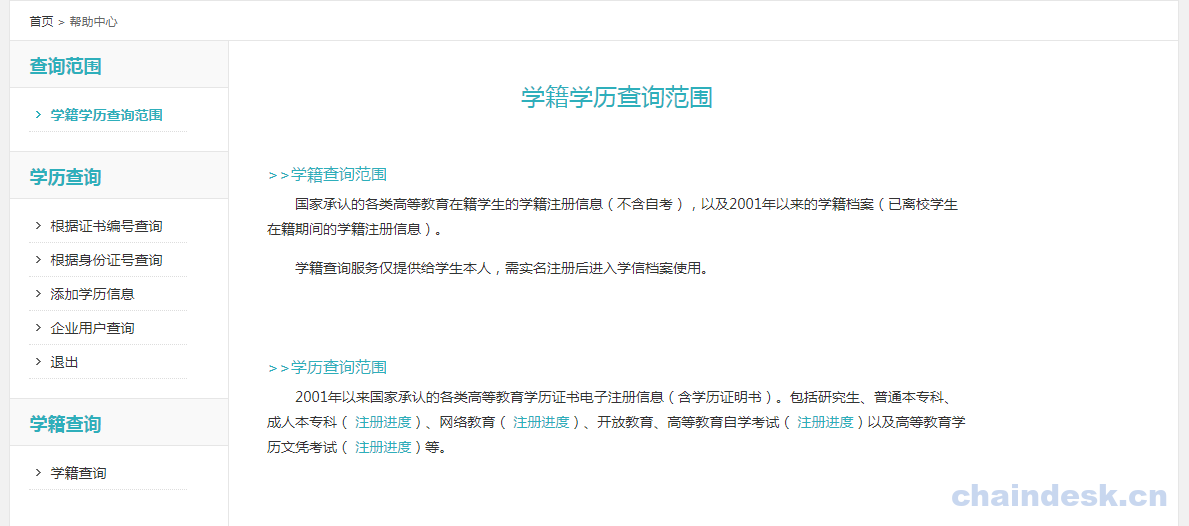 首页 > 帮助中心
查询范围
> 学籍学历查询范围
学历查询
> 根据证书编号查询
> 根据身份证号查询
> 添加学历信息
> 企业用户查询
> 退出
学籍查询
> 学籍查询
学籍学历查询范围
>>学籍查询范围
国家承认的各类高等教育在籍学生的学籍注册信息（不含自考），以及2001年以来的学籍档案（已离校学生
在籍期间的学籍注册信息）。
学籍查询服务仅提供给学生本人，需实名注册后进入学信档案使用。
>>学历查询范围
2001年以来国家承认的各类高等教育学历证书电子注册信息（含学历证明书）。包括研究生、普通本专科、
成人本专科（ 注册进度）、网络教育（ 注册进度）、开放教育、高等教育自学考试（ 注册进度）以及高等教育学
历文凭考试（ 注册进度）等。
chaindesk.cn